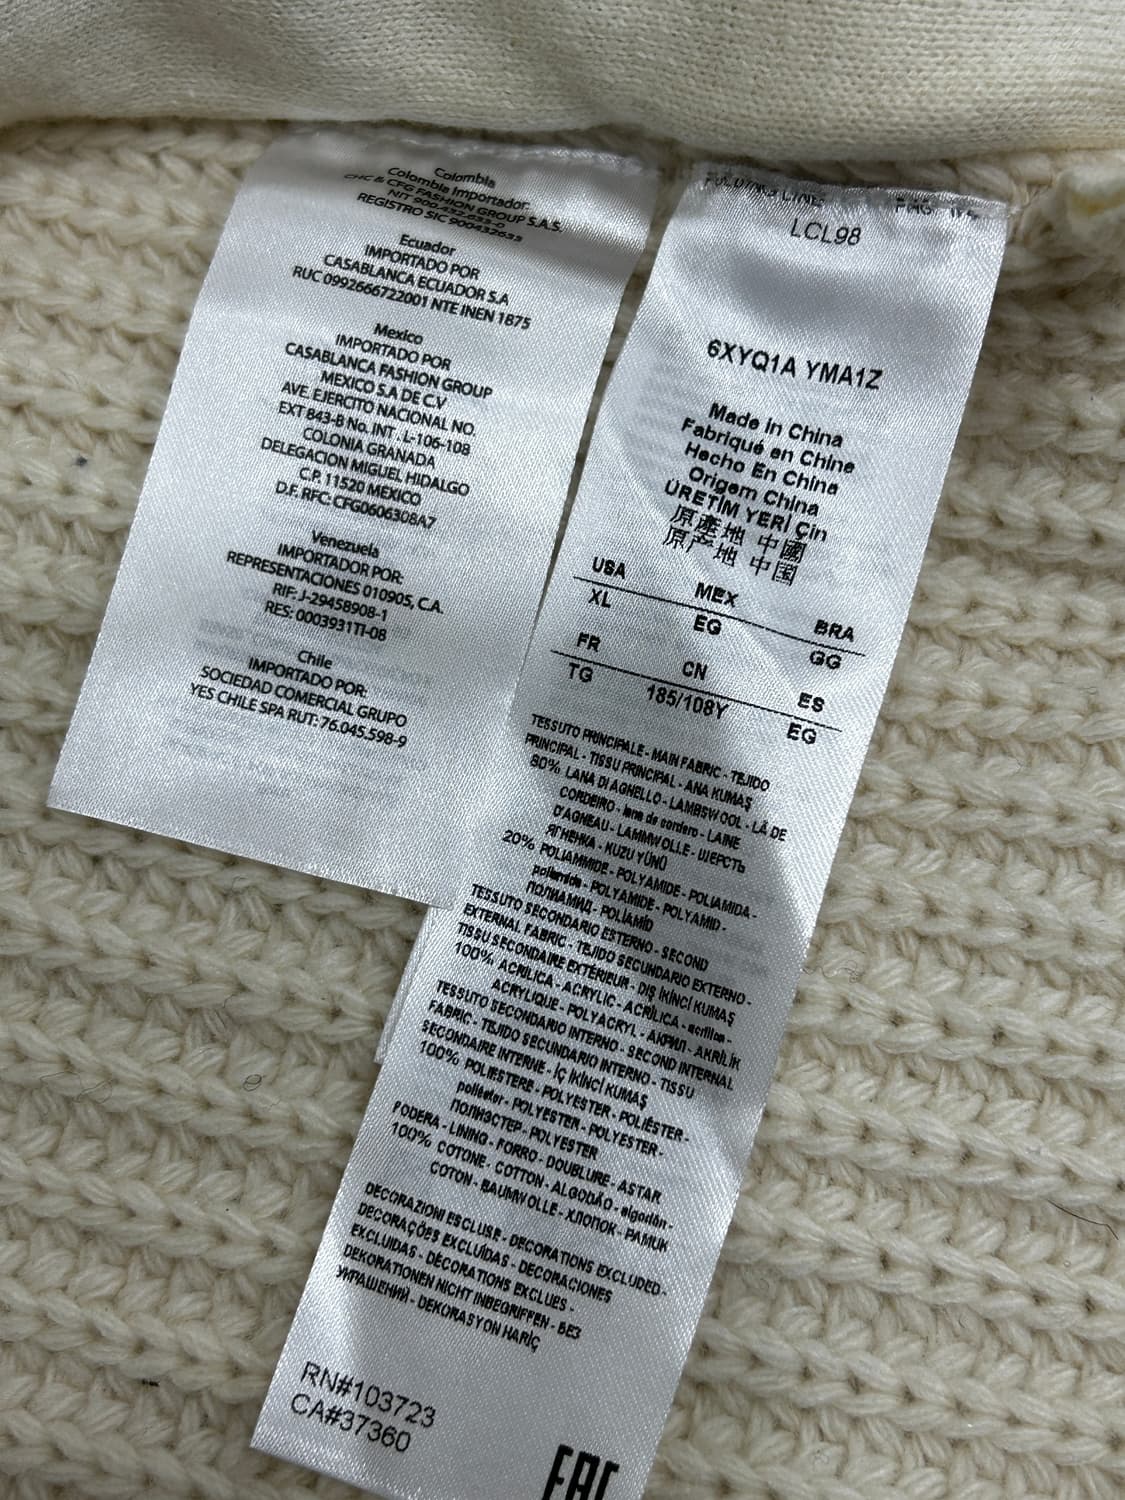 Colombia
Colombia Importador:
CHC & CFG FASHION GROUP S.A.S.
NIT 900.432.633-0
REGISTRO SIC 900432633
Ecuador
IMPORTADO POR
CASABLANCA ECUADOR S.A
RUC 0992666722001 NTE INEN 1875
Mexico
IMPORTADO POR
CASABLANCA FASHION GROUP
MEXICO S.A DE C.V
AVE. EJERCITO NACIONAL NO.
EXT 843-B No. INT . L-106-108
COLONIA GRANADA
DELEGACION MIGUEL HIDALGO
C.P. 11520 MEXICO
D.F. RFC: CFG0606308A7
Venezuela
IMPORTADOR POR:
REPRESENTACIONES 010905, C.A.
RIF: J-29458908-1
RES: 0003931TI-08
Chile
IMPORTADO POR:
SOCIEDAD COMERCIAL GRUPO
YES CHILE SPA RUT: 76.045.598-9
FOLDING LINE
LCL98
6XYQ1A YMA1Z
Made in China
Fabriqué en Chine
Hecho En China
Origem China
ÜRETİM YERİ Çin
原產地 中國
原产地 中国
USA MEX BRA
XL EG GG
FR CN ES
TG 185/108Y EG
TESSUTO PRINCIPALE - MAIN FABRIC - TEJIDO
PRINCIPAL - TISSU PRINCIPAL - ANA KUMAŞ
80% LANA DI AGNELLO - LAMBSWOOL - LÃ DE
CORDEIRO - lana de cordero - LAINE
D'AGNEAU - LAMMWOLLE - ШЕРСТЬ
ЯГНЕНКА - KUZU YÜNÜ
20% POLIAMMIDE - POLYAMIDE - POLIAMIDA -
poliamida - POLYAMIDE - POLYAMID -
ПОЛИАМИД - POLİAMİD
TESSUTO SECONDARIO ESTERNO - SECOND
EXTERNAL FABRIC - TEJIDO SECUNDARIO EXTERNO -
TISSU SECONDAIRE EXTÉRIEUR - DIŞ İKİNCİ KUMAŞ
100% ACRILICA - ACRYLIC - ACRÍLICA - acrílico -
ACRYLIQUE - POLYACRYL - АКРИЛ - AKRİLİK
TESSUTO SECONDARIO INTERNO - SECOND INTERNAL
FABRIC - TEJIDO SECUNDARIO INTERNO - TISSU
SECONDAIRE INTERNE - İÇ İKİNCİ KUMAŞ
100% POLIESTERE - POLYESTER - POLIÉSTER -
poliéster - POLYESTER - POLYESTER -
ПОЛИЭСТЕР - POLYESTER
FODERA - LINING - FORRO - DOUBLURE - ASTAR
100% COTONE - COTTON - ALGODÃO - algodón -
COTON - BAUMWOLLE - ХЛОПОК - PAMUK
DECORAZIONI ESCLUSE - DECORATIONS EXCLUDED -
DECORAÇÕES EXCLUÍDAS - DECORACIONES
EXCLUIDAS - DÉCORATIONS EXCLUES -
DEKORATIONEN NICHT INBEGRIFFEN - БЕЗ
УКРАШЕНИЙ - DEKORASYON HARİÇ
RN#103723
CA#37360
EAC